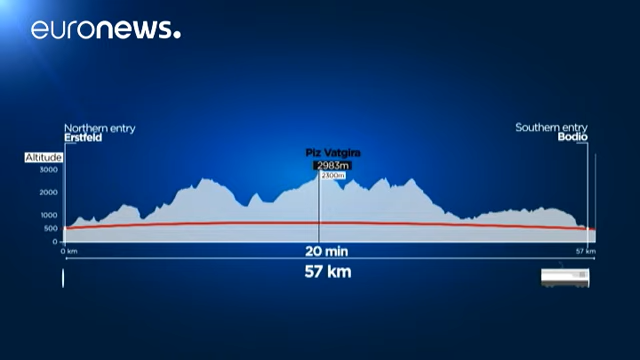 euronews.
Northern entry
Erstfeld
Southern entry
Bodio
Altitude
Piz Vatgira
2983m
2300m
3000
2000
1000
500
0
0 km
20 min
57 km
57 km